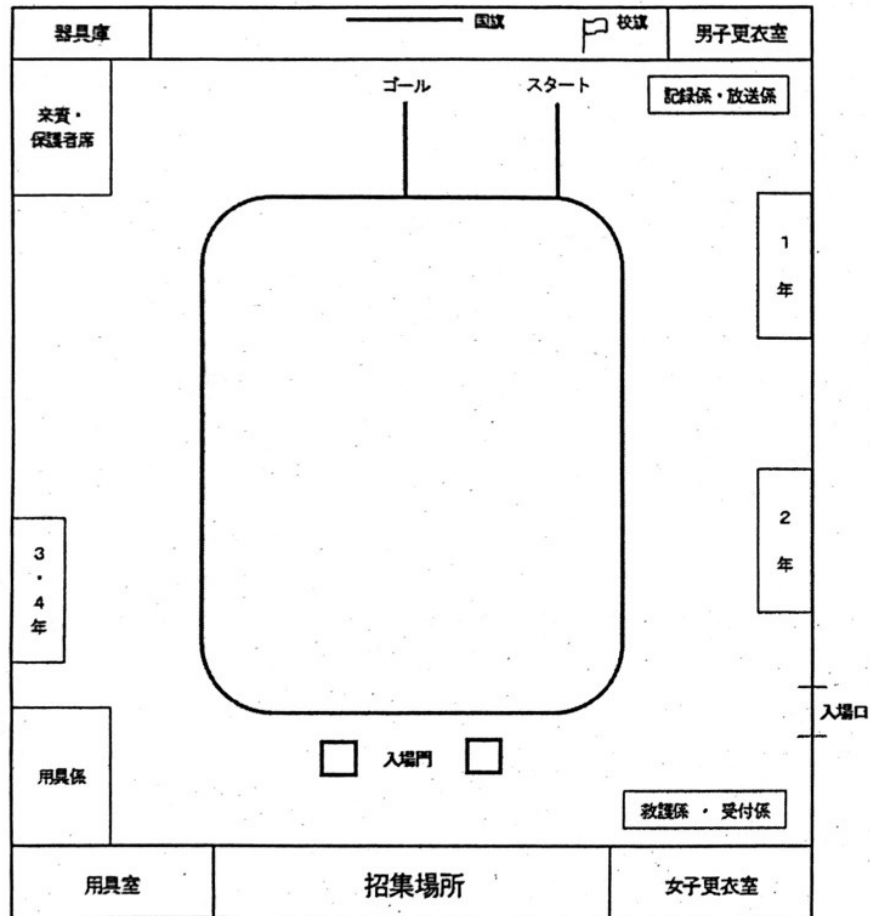 器具庫
国旗
校旗
男子更衣室
来賓・
保護者席
ゴール
スタート
記録係・放送係
1
年
2
年
3
・
4
年
入場口
入場門
用具係
救護係 ・ 受付係
用具室
招集場所
女子更衣室